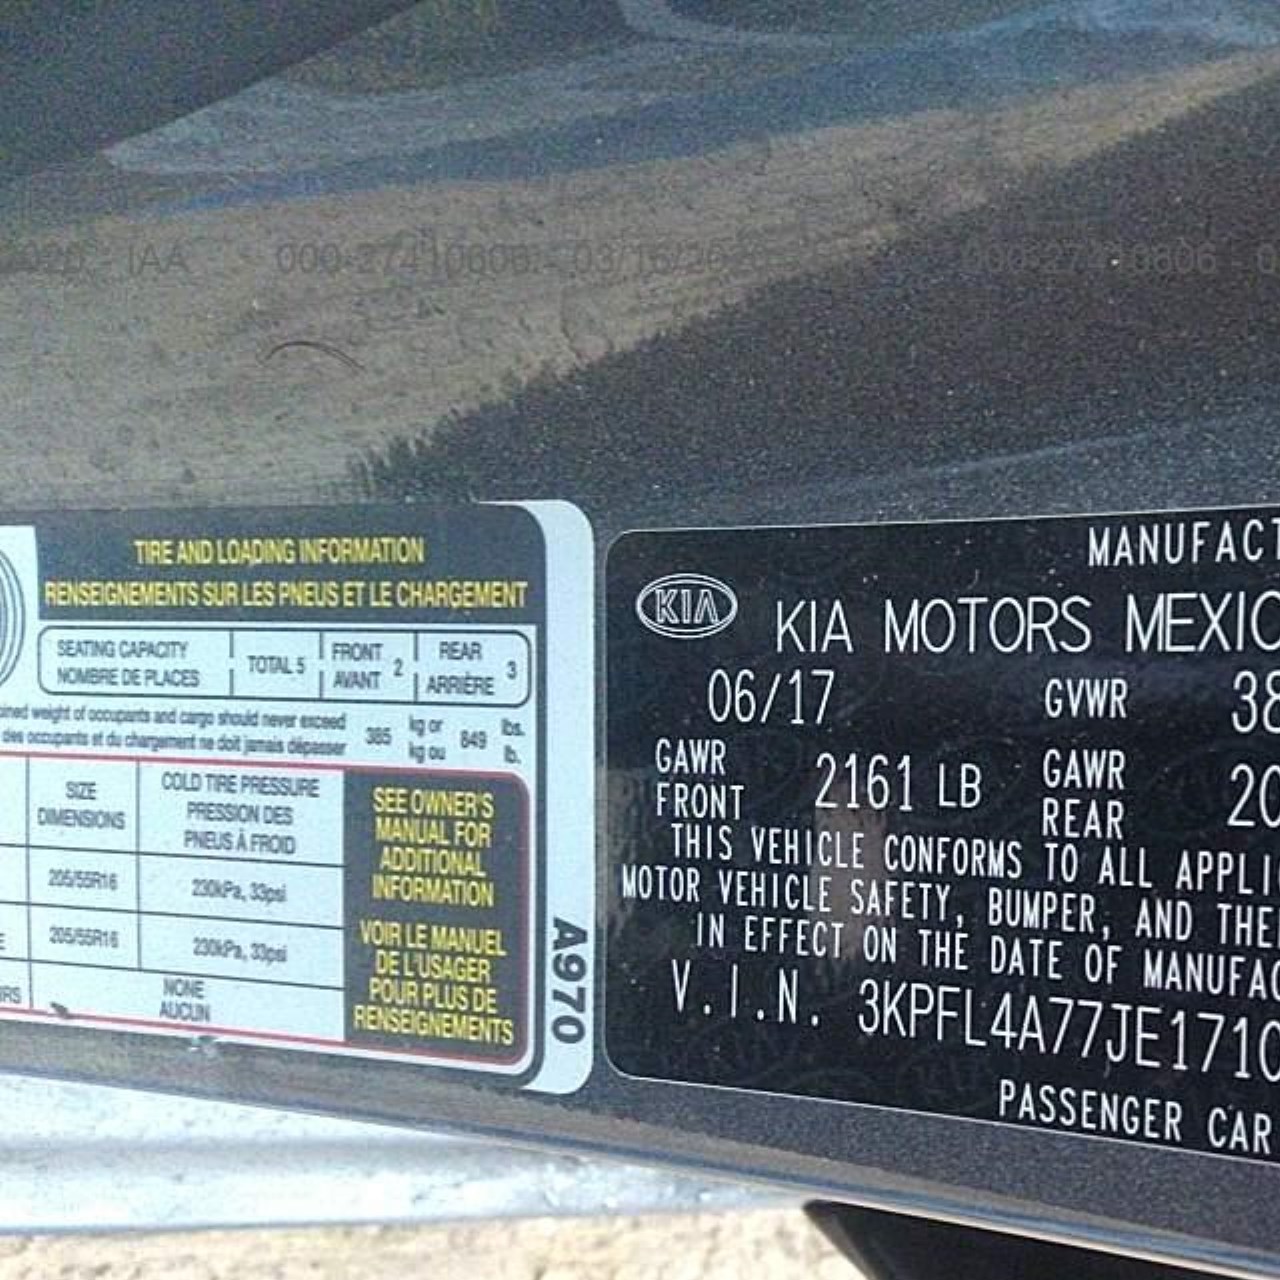 IAA 000-27410806 - 03/16/20
TIRE AND LOADING INFORMATION
RENSEIGNEMENTS SUR LES PNEUS ET LE CHARGEMENT
SEATING CAPACITY
NOMBRE DE PLACES
TOTAL 5
FRONT
AVANT
2
REAR
ARRIÈRE
3
weight of occupants and cargo should never exceed
des occupants et du chargement ne doit jamais dépasser
385
kg or
kg ou
849
lbs.
lb.
SIZE
DIMENSIONS
COLD TIRE PRESSURE
PRESSION DES
PNEUS À FROID
205/55R16
230kPa, 33psi
205/55R16
230kPa, 33psi
NONE
AUCUN
SEE OWNER'S
MANUAL FOR
ADDITIONAL
INFORMATION
VOIR LE MANUEL
DE L'USAGER
POUR PLUS DE
RENSEIGNEMENTS
A970
MANUFACT
KIA
KIA MOTORS MEXIC
06/17 GVWR 38
GAWR
FRONT
2161 LB
GAWR
REAR
20
THIS VEHICLE CONFORMS TO ALL APPLIC
MOTOR VEHICLE SAFETY, BUMPER, AND THE
IN EFFECT ON THE DATE OF MANUFAC
V.I.N. 3KPFL4A77JE1710
PASSENGER CAR